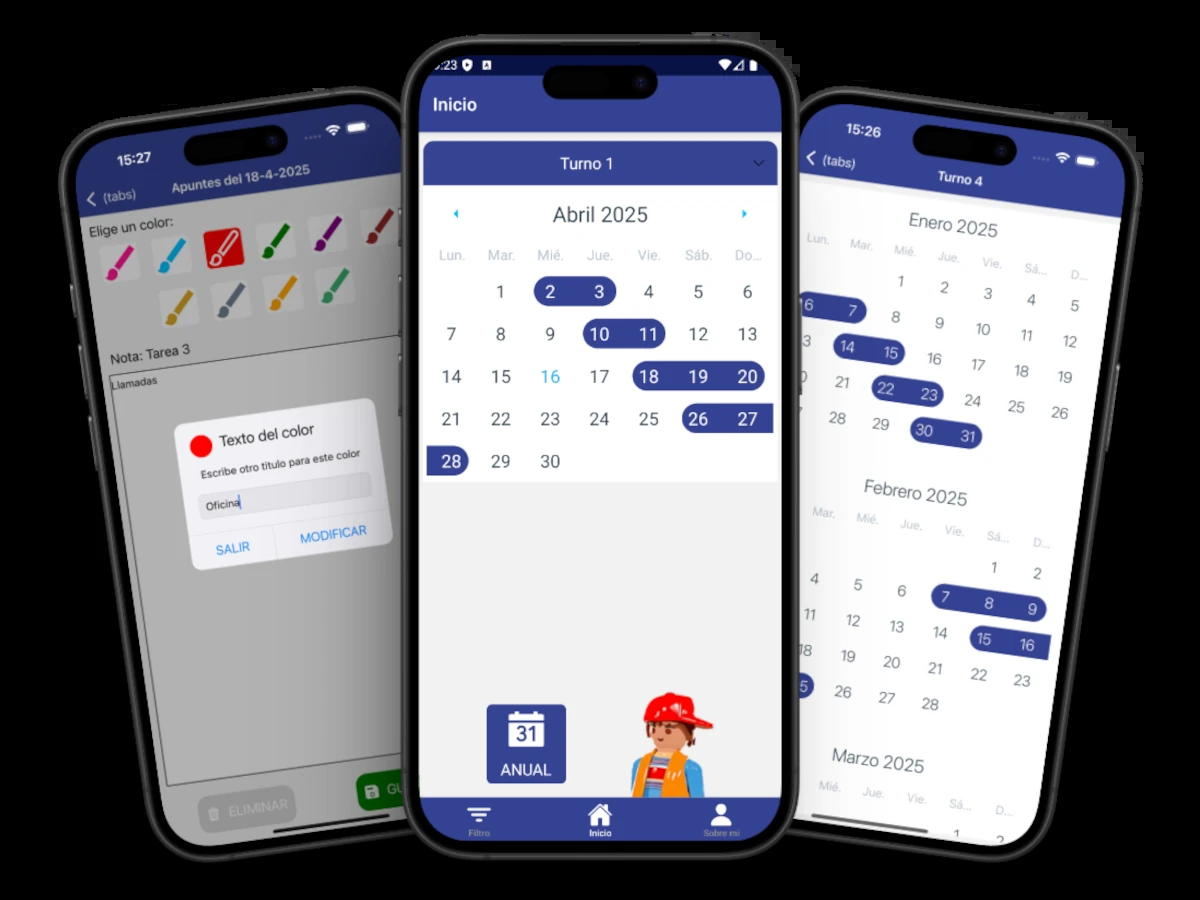 15:27
(tabs)
Apuntes del 18-4-2025
Elige un color:
Nota: Tarea 3
Llamadas
Texto del color
Escribe otro titulo para este color
Oficina
SALIR
MODIFICAR
ELIMINAR
:23
Inicio
Turno 1
Abril 2025
Lun. Mar. Mié. Jue. Vie. Sáb. Do...
1 2 3 4 5 6
7 8 9 10 11 12 13
14 15 16 17 18 19 20
21 22 23 24 25 26 27
28 29 30
31
ANUAL
Filtro
Inicio
Sobre mi
15:26
(tabs)
Turno 4
Enero 2025
Lun. Mar. Mié. Jue. Vie. Sá... D...
1 2 3 4 5
6 7 8 9 10 11 12
3 14 15 16 17 18 19
21 22 23 24 25 26
28 29 30 31
Febrero 2025
Mar. Mié. Jue. Vie. Sá... D...
1 2
4 5 6 7 8 9
11 12 13 14 15 16
18 19 20 21 22 23
5 26 27 28
Marzo 2025
Mié. Jue. Vie. Sá... D...
1 2